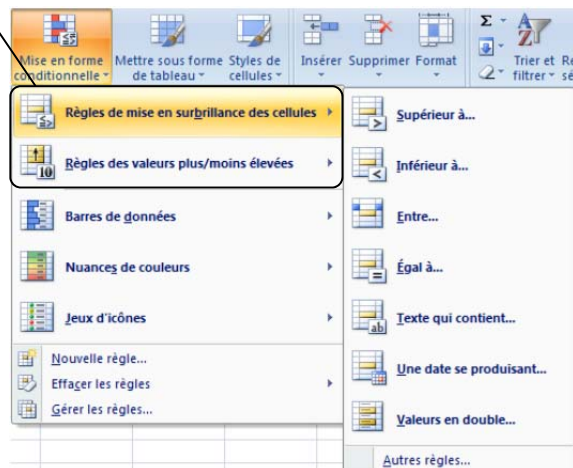 Mise en forme conditionnelle
Mettre sous forme de tableau
Styles de cellules
Insérer
Supprimer
Format
Σ
Trier et filtrer
Règles de mise en surbrillance des cellules
Règles des valeurs plus/moins élevées
Barres de données
Nuances de couleurs
Jeux d'icônes
Nouvelle règle...
Effacer les règles
Gérer les règles...
Supérieur à...
Inférieur à...
Entre...
Égal à...
Texte qui contient...
Une date se produisant...
Valeurs en double...
Autres règles...